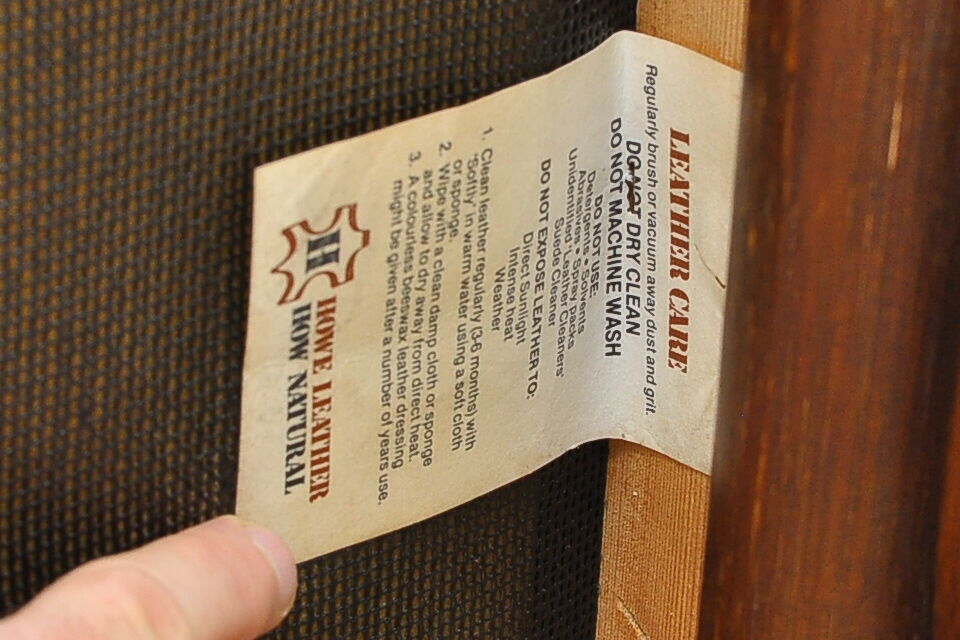 LEATHER CARE
Regularly brush or vacuum away dust and grit.
DO NOT DRY CLEAN
DO NOT MACHINE WASH
DO NOT USE:
Detergents • Solvents
Abrasives • Spray packs
Unidentified 'Leather Cleaners'
Suede Cleaner
DO NOT EXPOSE LEATHER TO:
Direct Sunlight
Intense heat
Weather
1. Clean leather regularly (3-6 months) with
'Softly' in warm water using a soft cloth
or sponge.
2. Wipe with a clean damp cloth or sponge
and allow to dry away from direct heat.
3. A colourless beeswax leather dressing
might be given after a number of years use.
H
HOWE LEATHER
HOW NATURAL